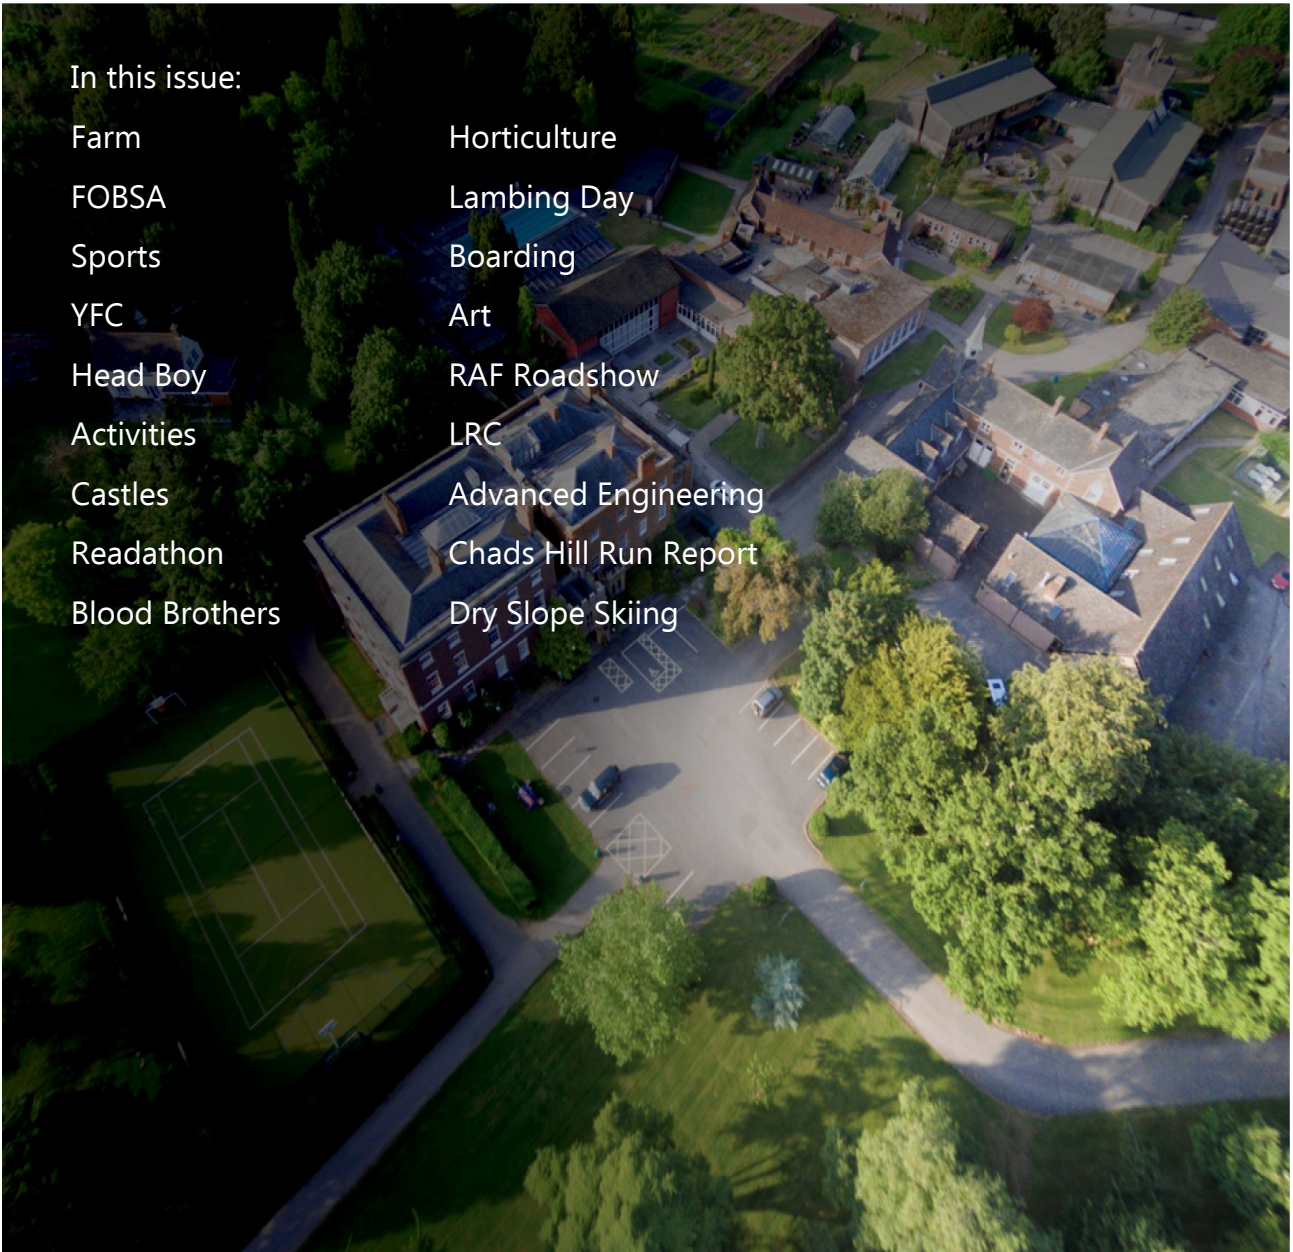 In this issue:
Farm
FOBSA
Sports
YFC
Head Boy
Activities
Castles
Readathon
Blood Brothers
Horticulture
Lambing Day
Boarding
Art
RAF Roadshow
LRC
Advanced Engineering
Chads Hill Run Report
Dry Slope Skiing